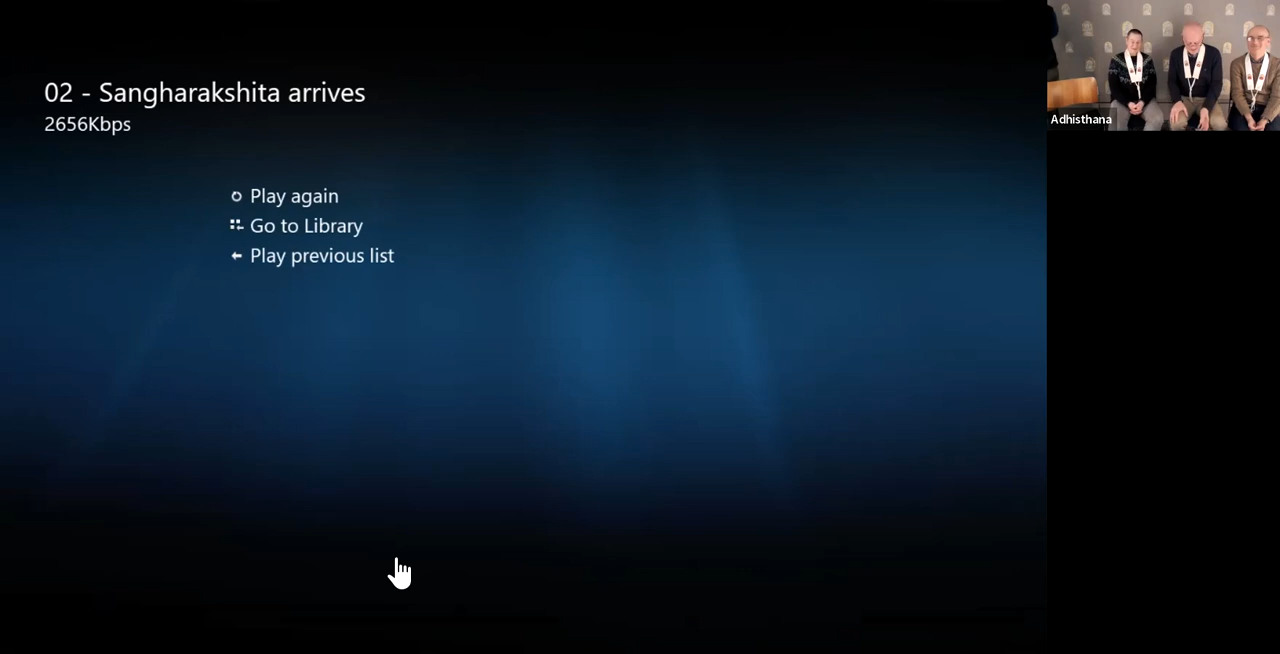 02 - Sangharakshita arrives
2656Kbps
Play again
Go to Library
Play previous list
Adhisthana